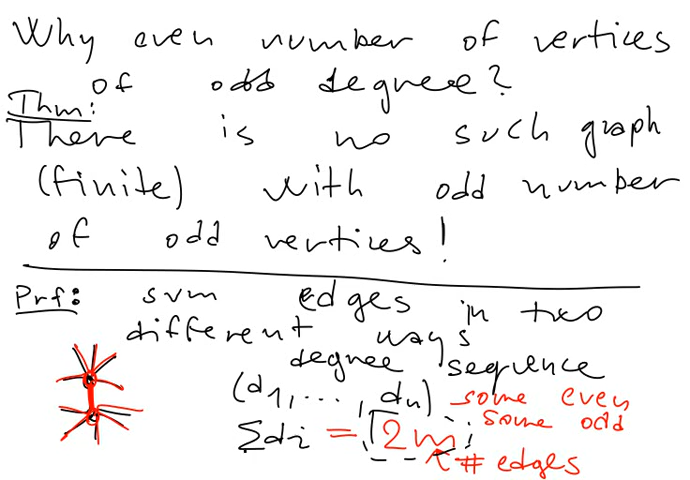 Why even number of vertices
of odd degree?
Thm:
There is no such graph
(finite) with odd number
of odd vertices!
Prf: sum edges in two
different ways
degree sequence
(d1, ..., dn) some even
some odd
Σdi = 2m
↑ # edges